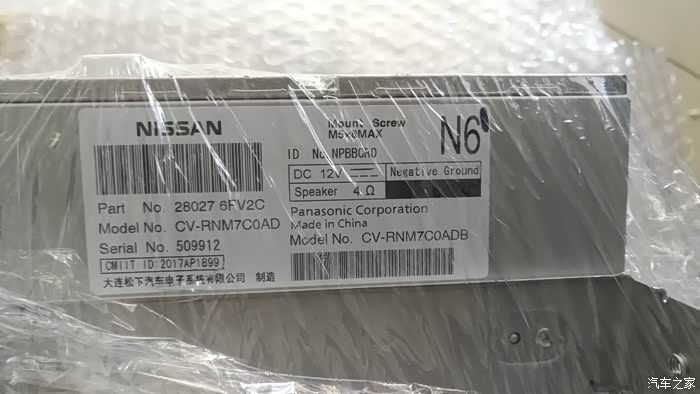 NISSAN
Part No. 28027 6FV2C
Model No. CV-RNM7C0AD
Serial No. 509912
CMIIT ID:2017AP1899
大连松下汽车电子系统有限公司 制造
Mount Screw
M5x8MAX
N6
ID No. NPBBCR0
DC 12V
Negative Ground
Speaker 4Ω
Panasonic Corporation
Made in China
Model No. CV-RNM7C0ADB
汽车之家